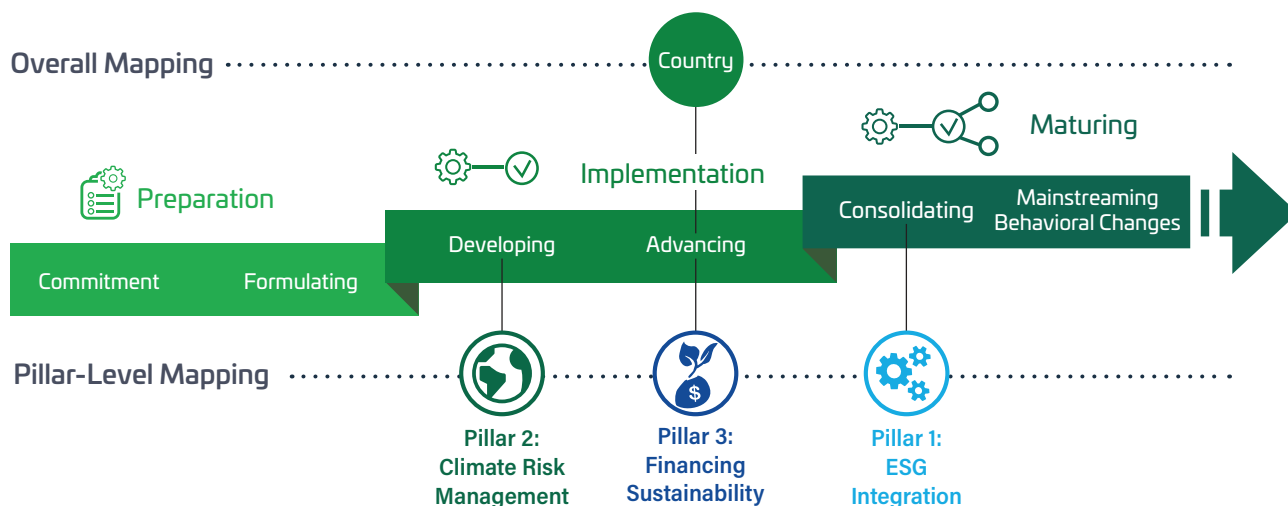 Overall Mapping
Country
Maturing
Implementation
Preparation
Consolidating
Mainstreaming
Behavioral Changes
Developing
Advancing
Commitment
Formulating
Pillar-Level Mapping
$
Pillar 2:
Climate Risk
Management
Pillar 3:
Financing
Sustainability
Pillar 1:
ESG
Integration